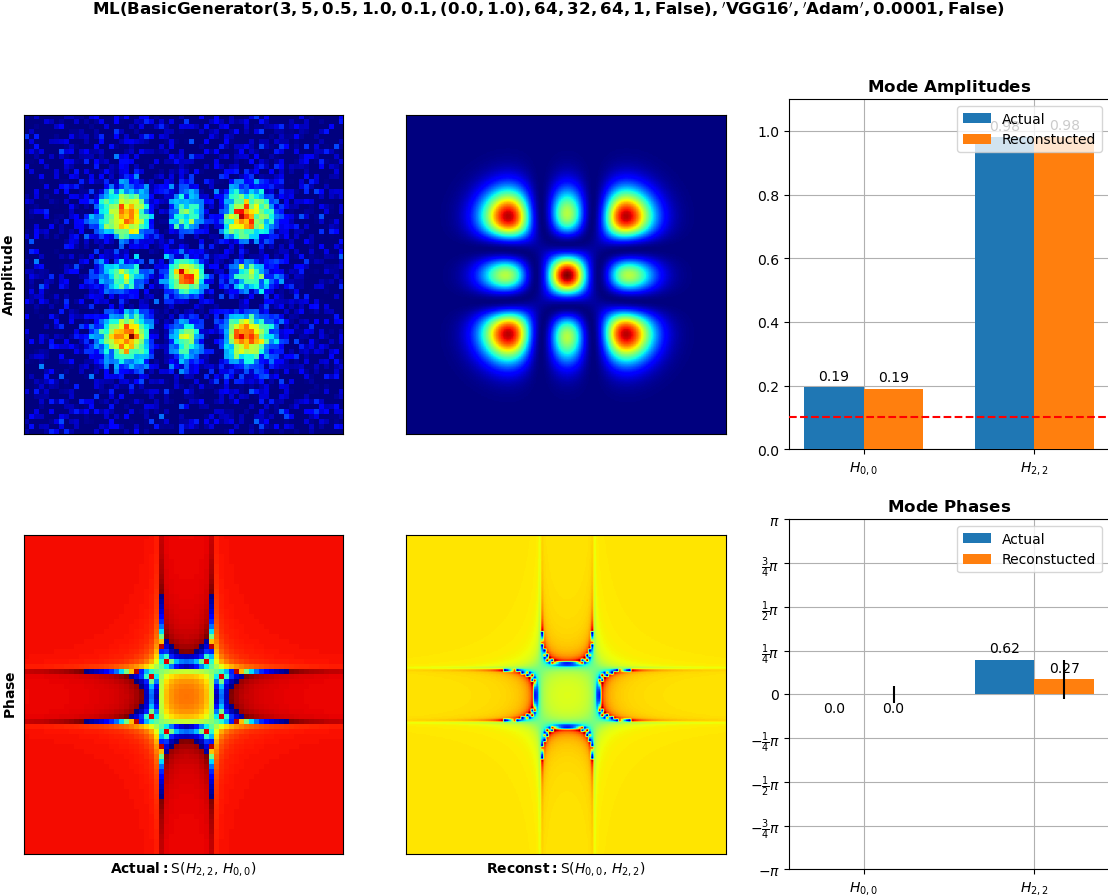 ML(BasicGenerator(3, 5, 0.5, 1.0, 0.1, (0.0, 1.0), 64, 32, 64, 1, False), ′VGG16′, ′Adam′, 0.0001, False)
Mode Amplitudes
Amplitude
1.0
0.8
0.6
0.4
0.2
0.0
Actual
Reconstucted
0.98 0.98
0.19 0.19
H0,0 H2,2
Mode Phases
Phase
π
3/4π
1/2π
1/4π
0
−1/4π
−1/2π
−3/4π
−π
Actual
Reconstucted
0.62
0.27
0.0 0.0
H0,0 H2,2
Actual: S(H2,2, H0,0)
Reconst: S(H0,0, H2,2)